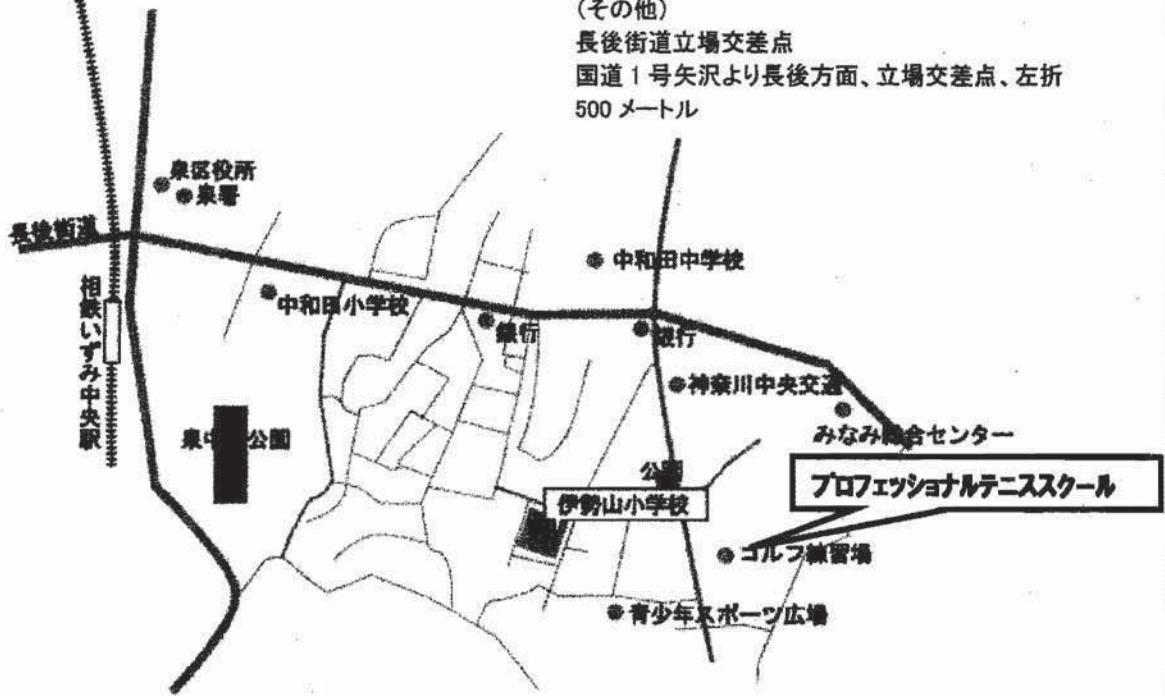 （その他）
長後街道立場交差点
国道１号矢沢より長後方面、立場交差点、左折
500 メートル
泉区役所
泉署
長後街道
相鉄いずみ中央駅
中和田小学校
銀行
中和田中学校
銀行
神奈川中央交通
みなみ総合センター
泉中 公園
公園
伊勢山小学校
プロフェッショナルテニススクール
ゴルフ練習場
青少年スポーツ広場